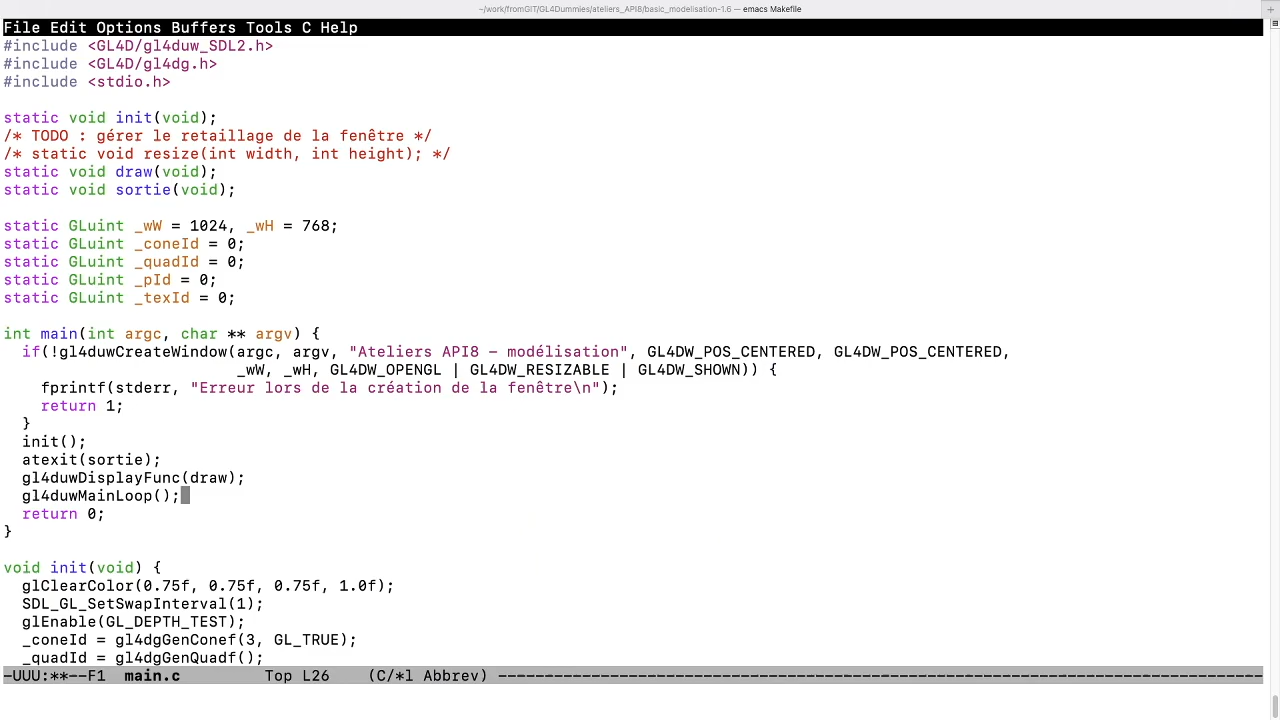 ~/work/fromGIT/GL4Dummies/ateliers_API8/basic_modelisation-1.6 — emacs Makefile
File Edit Options Buffers Tools C Help
#include <GL4D/gl4duw_SDL2.h>
#include <GL4D/gl4dg.h>
#include <stdio.h>

static void init(void);
/* TODO : gérer le retaillage de la fenêtre */
/* static void resize(int width, int height); */
static void draw(void);
static void sortie(void);

static GLuint _wW = 1024, _wH = 768;
static GLuint _coneId = 0;
static GLuint _quadId = 0;
static GLuint _pId = 0;
static GLuint _texId = 0;

int main(int argc, char ** argv) {
  if(!gl4duwCreateWindow(argc, argv, "Ateliers API8 - modélisation", GL4DW_POS_CENTERED, GL4DW_POS_CENTERED,
                         _wW, _wH, GL4DW_OPENGL | GL4DW_RESIZABLE | GL4DW_SHOWN)) {
    fprintf(stderr, "Erreur lors de la création de la fenêtre\n");
    return 1;
  }
  init();
  atexit(sortie);
  gl4duwDisplayFunc(draw);
  gl4duwMainLoop();
  return 0;
}

void init(void) {
  glClearColor(0.75f, 0.75f, 0.75f, 1.0f);
  SDL_GL_SetSwapInterval(1);
  glEnable(GL_DEPTH_TEST);
  _coneId = gl4dgGenConef(3, GL_TRUE);
  _quadId = gl4dgGenQuadf();
-UUU:**--F1  main.c         Top L26    (C/*l Abbrev) ----------------------------------------------------------------------------------